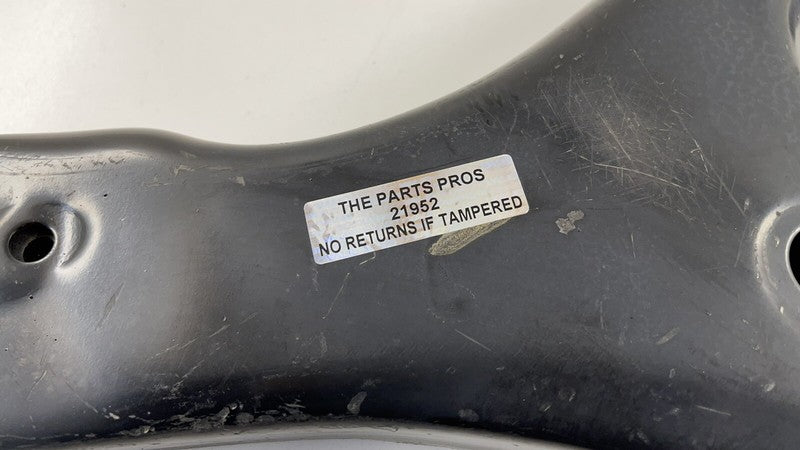 THE PARTS PROS
21952
NO RETURNS IF TAMPERED